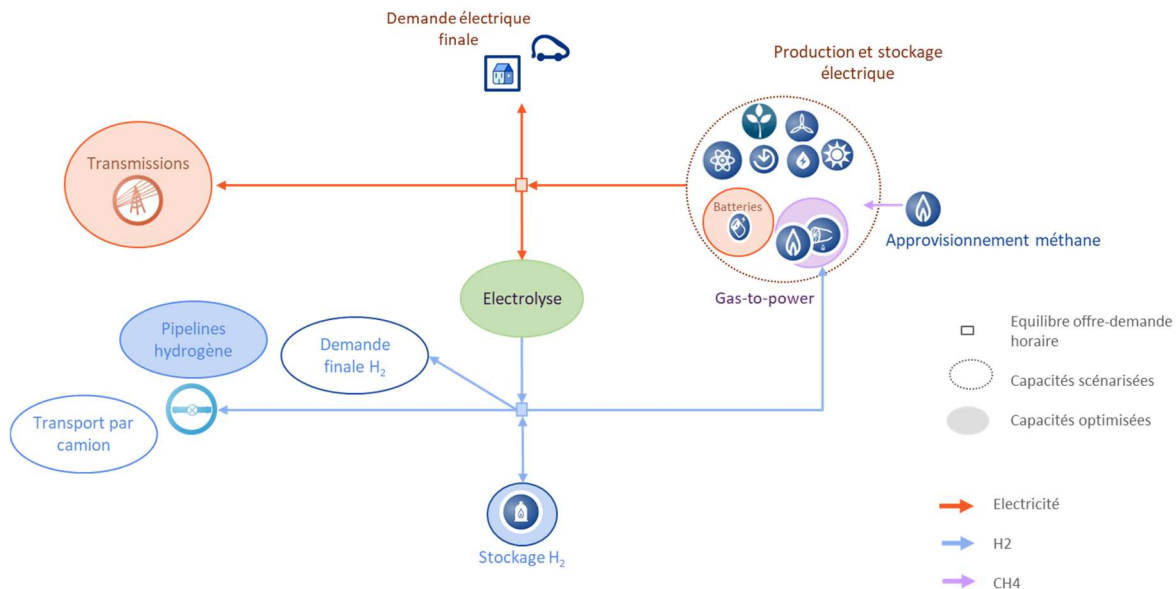 Demande électrique
finale
Production et stockage
électrique
Transmissions
Batteries
Approvisionnement méthane
Gas-to-power
Electrolyse
Pipelines
hydrogène
Demande
finale H₂
Transport par
camion
Stockage H₂
Equilibre offre-demande
horaire
Capacités scénarisées
Capacités optimisées
Electricité
H2
CH4